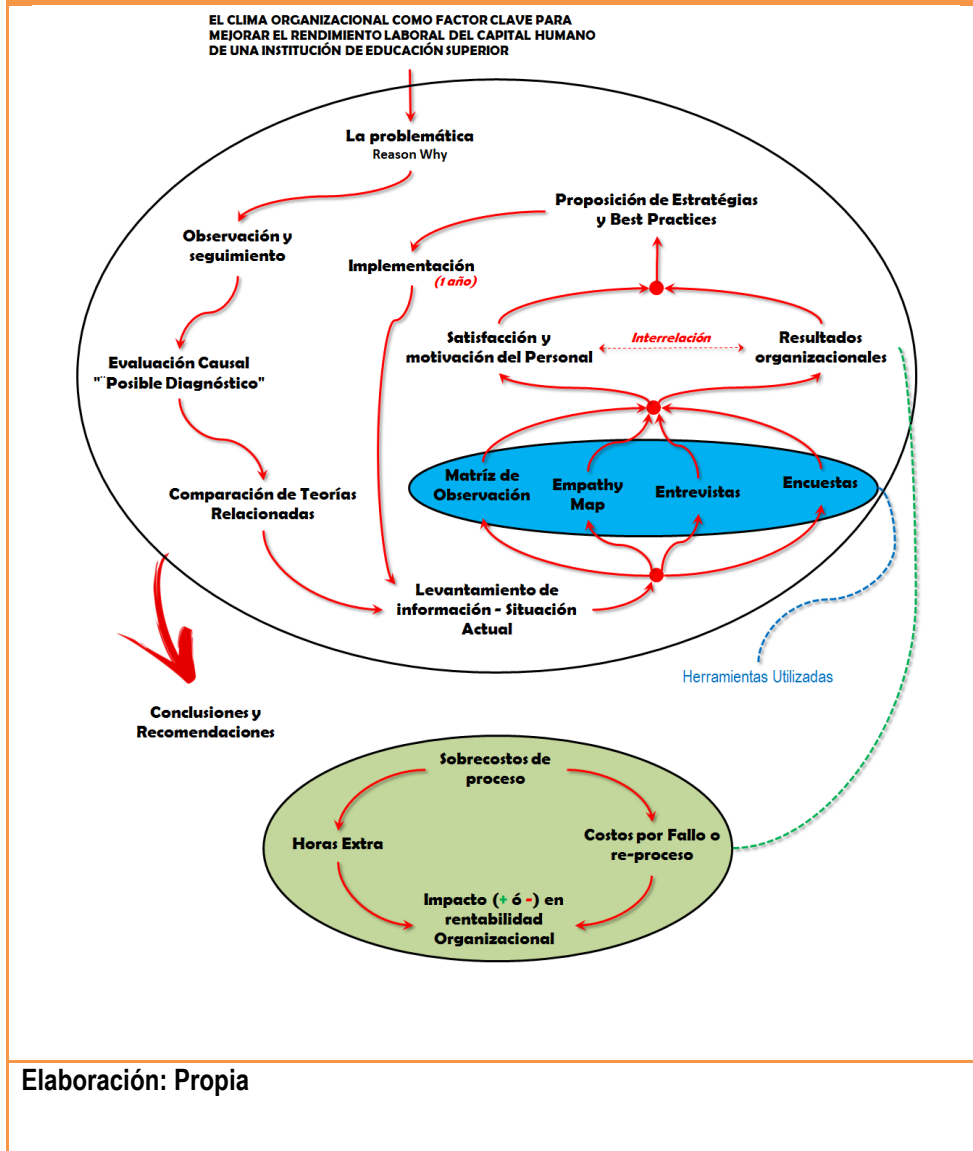 EL CLIMA ORGANIZACIONAL COMO FACTOR CLAVE PARA
MEJORAR EL RENDIMIENTO LABORAL DEL CAPITAL HUMANO
DE UNA INSTITUCIÓN DE EDUCACIÓN SUPERIOR
La problemática
Reason Why
Proposición de Estratégias
y Best Practices
Observación y
seguimiento
Implementación
(1 año)
Satisfacción y
motivación del Personal
Interrelación
Resultados
organizacionales
Evaluación Causal
"¨Posible Diagnóstico"
Matríz de
Observación
Empathy
Map
Entrevistas
Encuestas
Comparación de Teorías
Relacionadas
Levantamiento de
información - Situación
Actual
Herramientas Utilizadas
Conclusiones y
Recomendaciones
Sobrecostos de
proceso
Horas Extra
Costos por Fallo o
re-proceso
Impacto (+ ó -) en
rentabilidad
Organizacional
Elaboración: Propia